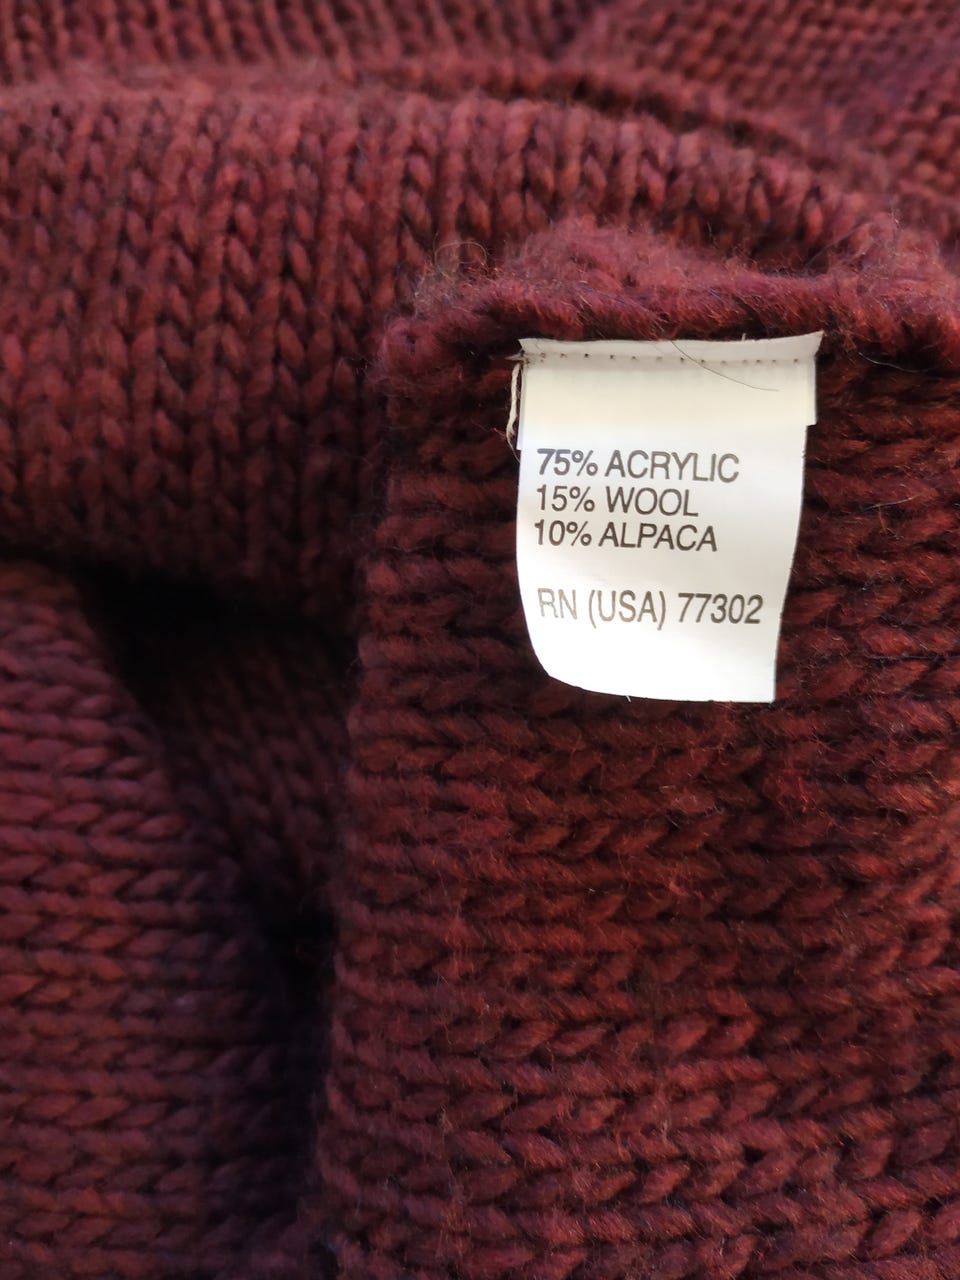 75% ACRYLIC
15% WOOL
10% ALPACA
RN (USA) 77302